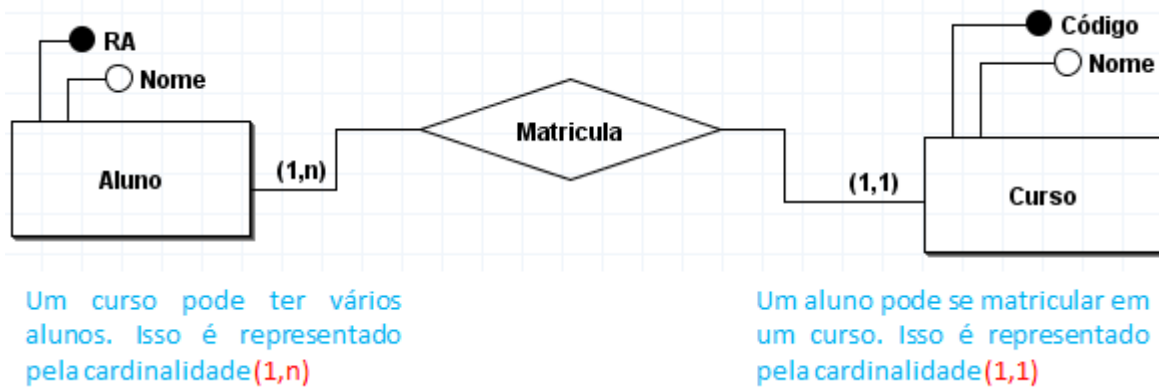 RA
Nome
Código
Nome
Matricula
Aluno
(1,n)
(1,1)
Curso
Um curso pode ter vários
alunos. Isso é representado
pela cardinalidade (1,n)
Um aluno pode se matricular em
um curso. Isso é representado
pela cardinalidade (1,1)